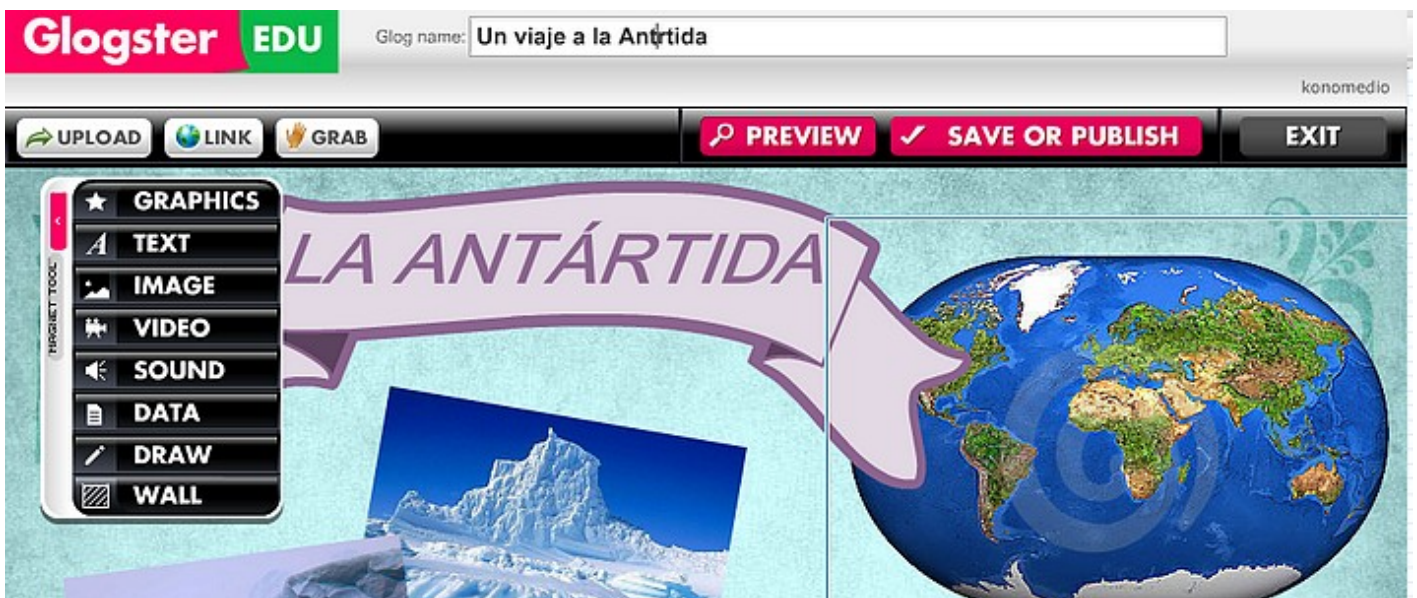 Glogster EDU
Glog name: Un viaje a la Antrtida
konomedio
UPLOAD LINK GRAB PREVIEW SAVE OR PUBLISH EXIT
MAGNET TOOL
GRAPHICS
TEXT
IMAGE
VIDEO
SOUND
DATA
DRAW
WALL
LA ANTÁRTIDA